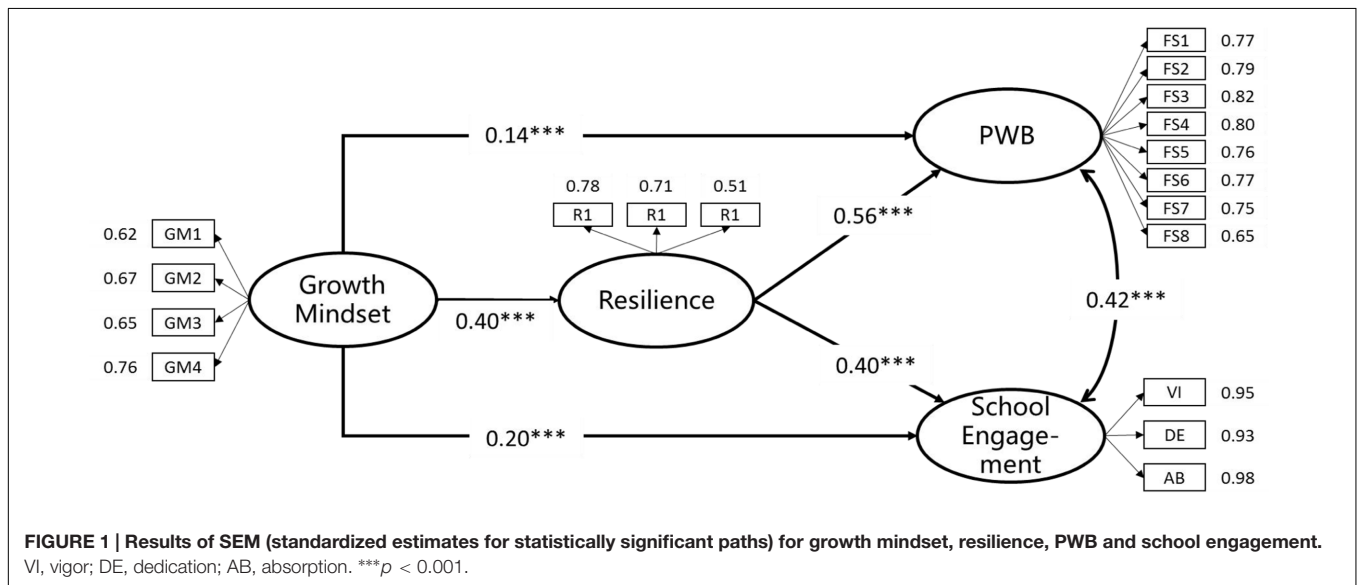 FS1 0.77
FS2 0.79
FS3 0.82
FS4 0.80
FS5 0.76
FS6 0.77
FS7 0.75
FS8 0.65
PWB
0.14***
0.78 0.71 0.51
R1 R1 R1
0.56***
0.62 GM1
0.67 GM2
0.65 GM3
0.76 GM4
Growth
Mindset
Resilience
0.40***
0.42***
0.40***
0.20***
School
Engage-
ment
VI 0.95
DE 0.93
AB 0.98
FIGURE 1 | Results of SEM (standardized estimates for statistically significant paths) for growth mindset, resilience, PWB and school engagement.
VI, vigor; DE, dedication; AB, absorption. ***p < 0.001.